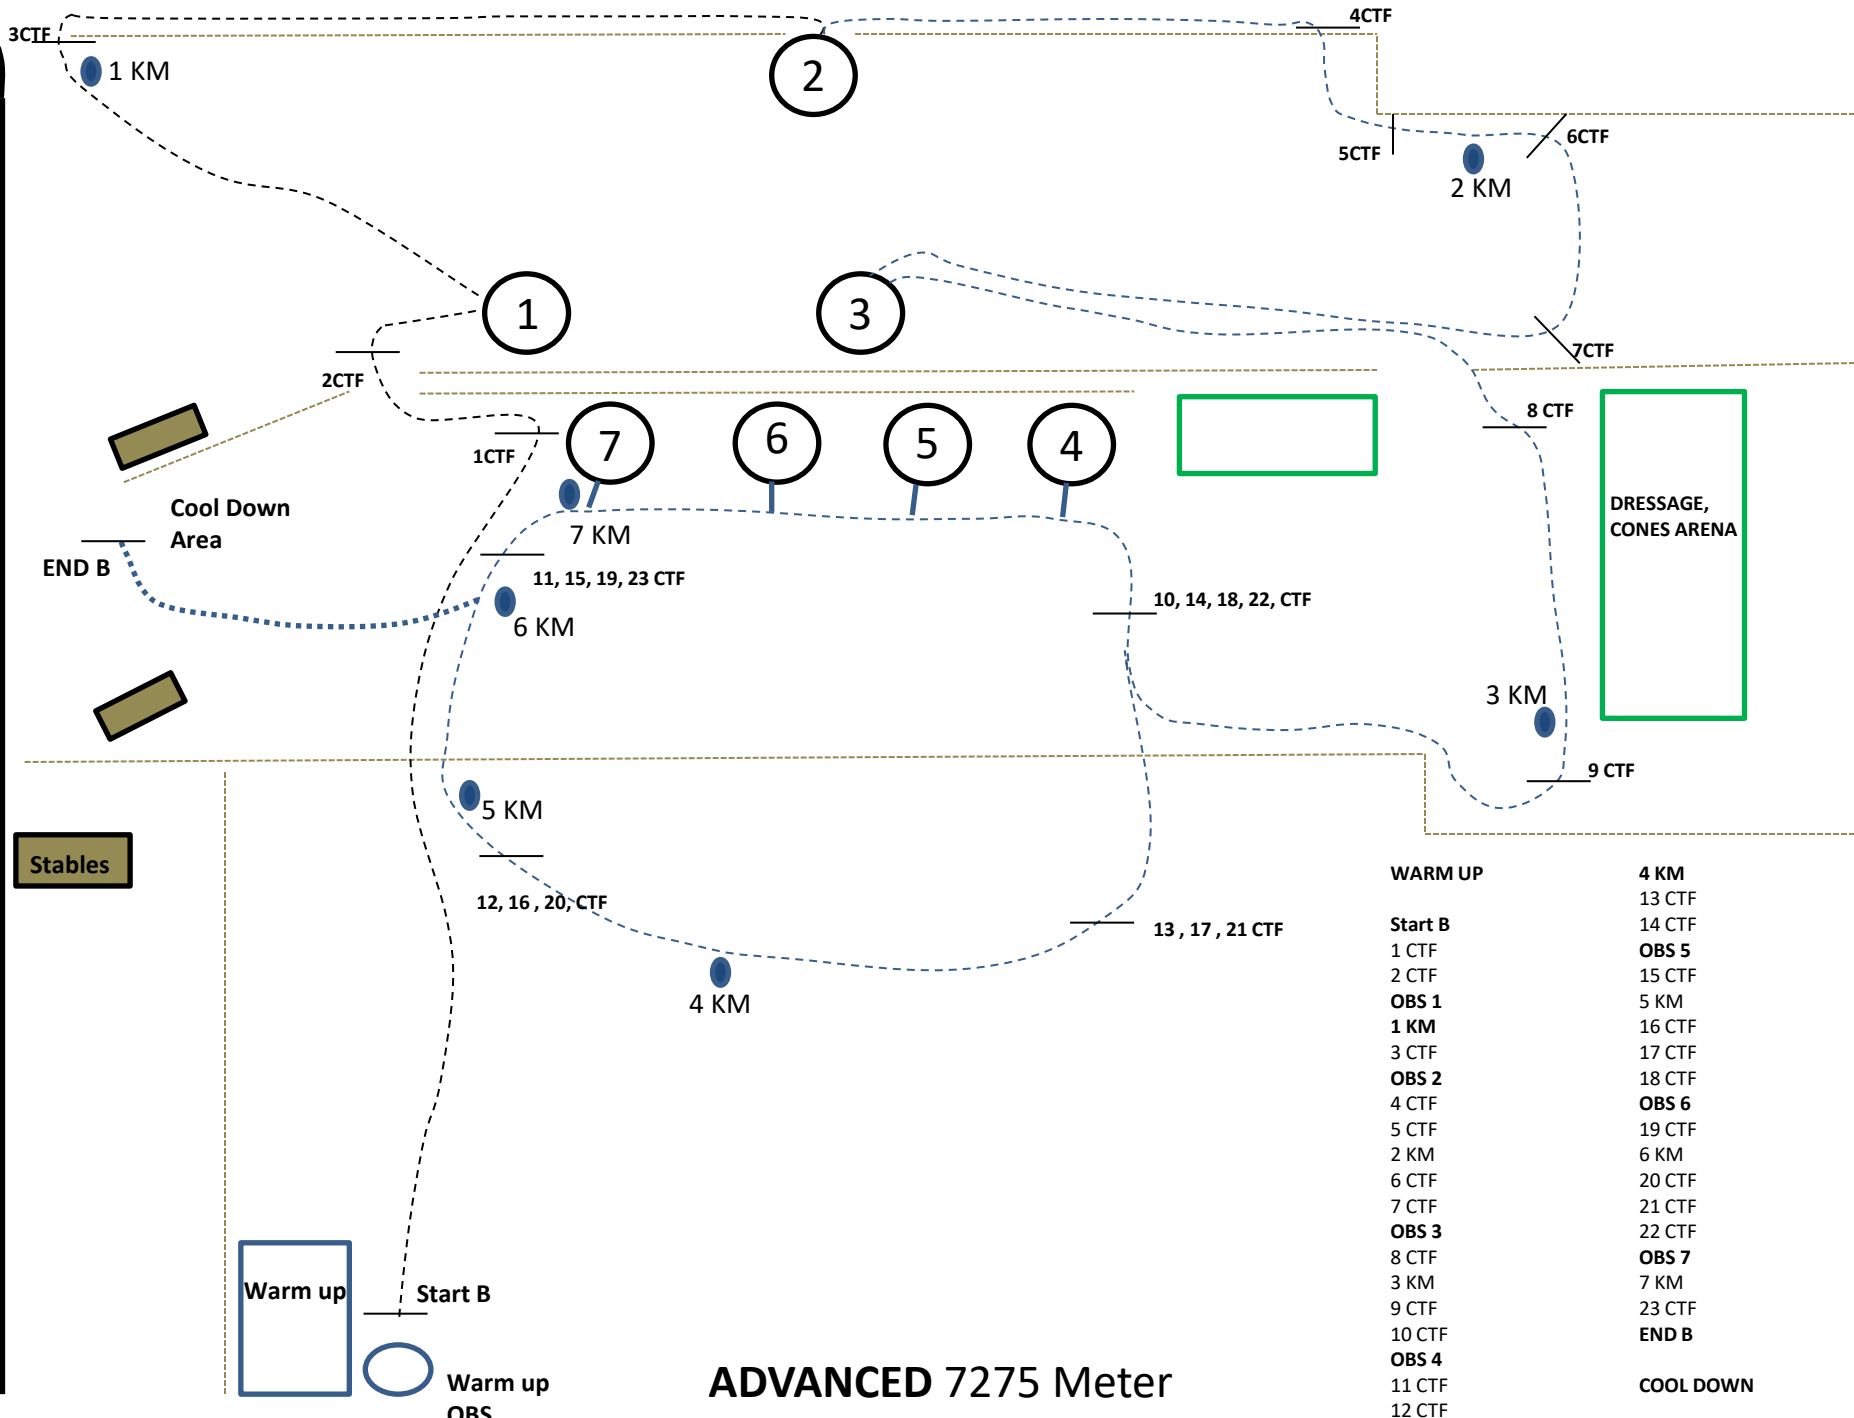 3CTF
1 KM
2
4CTF
5CTF
6CTF
2 KM
1
3
7CTF
2CTF
1CTF
7
6
5
4
8 CTF
Cool Down
Area
END B
7 KM
11, 15, 19, 23 CTF
6 KM
10, 14, 18, 22, CTF
DRESSAGE,
CONES ARENA
3 KM
9 CTF
5 KM
Stables
12, 16 , 20, CTF
13 , 17 , 21 CTF
4 KM
Warm up
Start B
Warm up
OBS
ADVANCED 7275 Meter
WARM UP
Start B
1 CTF
2 CTF
OBS 1
1 KM
3 CTF
OBS 2
4 CTF
5 CTF
2 KM
6 CTF
7 CTF
OBS 3
8 CTF
3 KM
9 CTF
10 CTF
OBS 4
11 CTF
12 CTF
4 KM
13 CTF
14 CTF
OBS 5
15 CTF
5 KM
16 CTF
17 CTF
18 CTF
OBS 6
19 CTF
6 KM
20 CTF
21 CTF
22 CTF
OBS 7
7 KM
23 CTF
END B
COOL DOWN